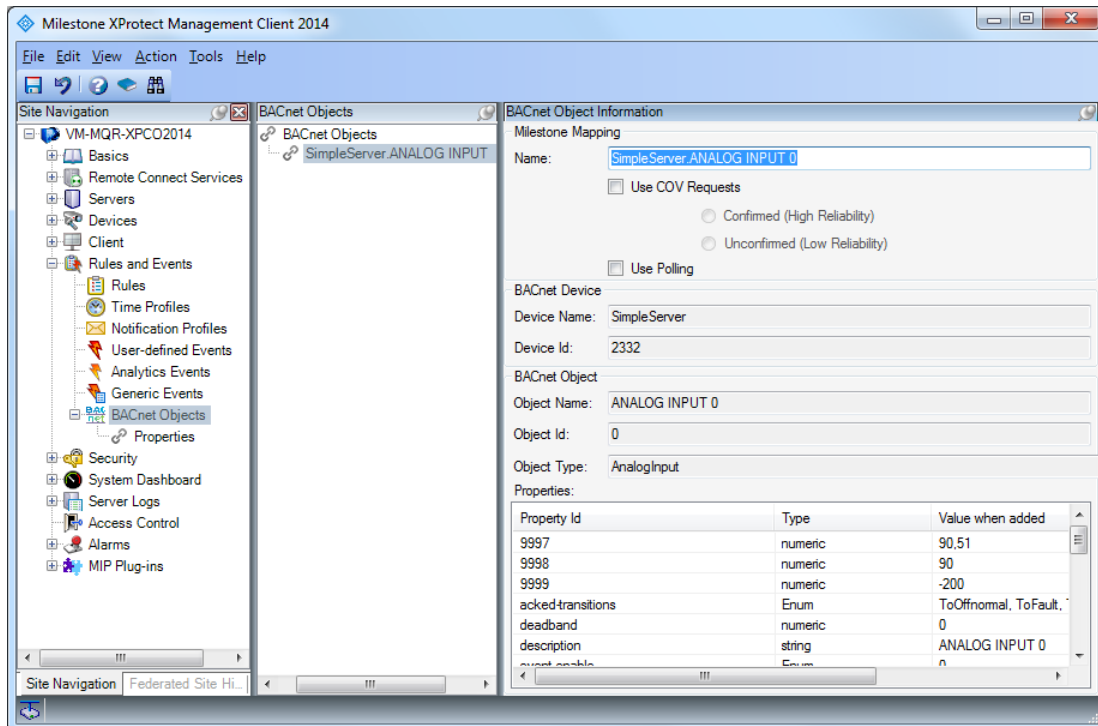 Milestone XProtect Management Client 2014
File Edit View Action Tools Help
Site Navigation
VM-MQR-XPCO2014
Basics
Remote Connect Services
Servers
Devices
Client
Rules and Events
Rules
Time Profiles
Notification Profiles
User-defined Events
Analytics Events
Generic Events
BACnet Objects
Properties
Security
System Dashboard
Server Logs
Access Control
Alarms
MIP Plug-ins
Site Navigation Federated Site Hi...
BACnet Objects
BACnet Objects
SimpleServer.ANALOG INPUT
BACnet Object Information
Milestone Mapping
Name: SimpleServer.ANALOG INPUT 0
Use COV Requests
Confirmed (High Reliability)
Unconfirmed (Low Reliability)
Use Polling
BACnet Device
Device Name: SimpleServer
Device Id: 2332
BACnet Object
Object Name: ANALOG INPUT 0
Object Id: 0
Object Type: AnalogInput
Properties:
Property Id Type Value when added
9997 numeric 90,51
9998 numeric 90
9999 numeric -200
acked-transitions Enum ToOffnormal, ToFault,
deadband numeric 0
description string ANALOG INPUT 0
event-enable Enum 0